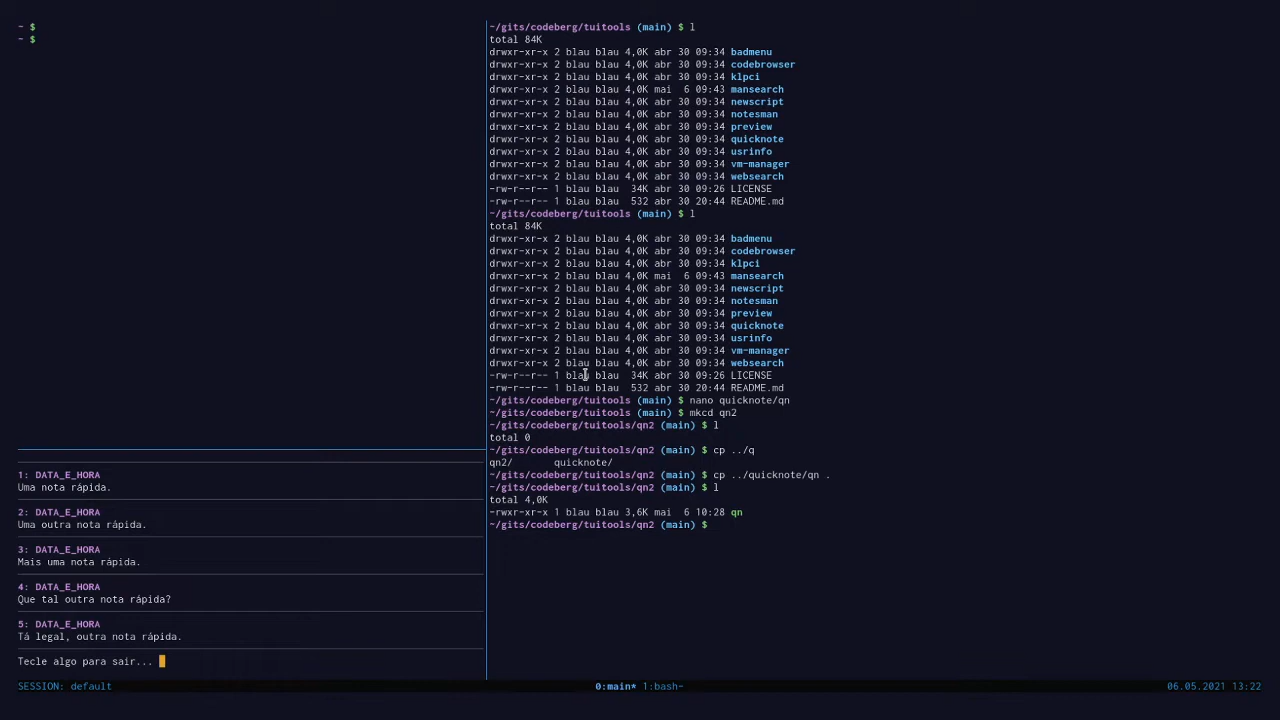 ~ $
~ $
1: DATA_E_HORA
Uma nota rápida.
2: DATA_E_HORA
Uma outra nota rápida.
3: DATA_E_HORA
Mais uma nota rápida.
4: DATA_E_HORA
Que tal outra nota rápida?
5: DATA_E_HORA
Tá legal, outra nota rápida.
Tecle algo para sair...
~/gits/codeberg/tuitools (main) $ l
total 84K
drwxr-xr-x 2 blau blau 4,0K abr 30 09:34 badmenu
drwxr-xr-x 2 blau blau 4,0K abr 30 09:34 codebrowser
drwxr-xr-x 2 blau blau 4,0K abr 30 09:34 klpci
drwxr-xr-x 2 blau blau 4,0K mai  6 09:43 mansearch
drwxr-xr-x 2 blau blau 4,0K abr 30 09:34 newscript
drwxr-xr-x 2 blau blau 4,0K abr 30 09:34 notesman
drwxr-xr-x 2 blau blau 4,0K abr 30 09:34 preview
drwxr-xr-x 2 blau blau 4,0K abr 30 09:34 quicknote
drwxr-xr-x 2 blau blau 4,0K abr 30 09:34 usrinfo
drwxr-xr-x 2 blau blau 4,0K abr 30 09:34 vm-manager
drwxr-xr-x 2 blau blau 4,0K abr 30 09:34 websearch
-rw-r--r-- 1 blau blau  34K abr 30 09:26 LICENSE
-rw-r--r-- 1 blau blau  532 abr 30 20:44 README.md
~/gits/codeberg/tuitools (main) $ l
total 84K
drwxr-xr-x 2 blau blau 4,0K abr 30 09:34 badmenu
drwxr-xr-x 2 blau blau 4,0K abr 30 09:34 codebrowser
drwxr-xr-x 2 blau blau 4,0K abr 30 09:34 klpci
drwxr-xr-x 2 blau blau 4,0K mai  6 09:43 mansearch
drwxr-xr-x 2 blau blau 4,0K abr 30 09:34 newscript
drwxr-xr-x 2 blau blau 4,0K abr 30 09:34 notesman
drwxr-xr-x 2 blau blau 4,0K abr 30 09:34 preview
drwxr-xr-x 2 blau blau 4,0K abr 30 09:34 quicknote
drwxr-xr-x 2 blau blau 4,0K abr 30 09:34 usrinfo
drwxr-xr-x 2 blau blau 4,0K abr 30 09:34 vm-manager
drwxr-xr-x 2 blau blau 4,0K abr 30 09:34 websearch
-rw-r--r-- 1 blau blau  34K abr 30 09:26 LICENSE
-rw-r--r-- 1 blau blau  532 abr 30 20:44 README.md
~/gits/codeberg/tuitools (main) $ nano quicknote/qn
~/gits/codeberg/tuitools (main) $ mkcd qn2
~/gits/codeberg/tuitools/qn2 (main) $ l
total 0
~/gits/codeberg/tuitools/qn2 (main) $ cp ../q
qn2/       quicknote/
~/gits/codeberg/tuitools/qn2 (main) $ cp ../quicknote/qn .
~/gits/codeberg/tuitools/qn2 (main) $ l
total 4,0K
-rwxr-xr-x 1 blau blau 3,6K mai  6 10:28 qn
~/gits/codeberg/tuitools/qn2 (main) $
SESSION: default 0:main* 1:bash- 06.05.2021 13:22